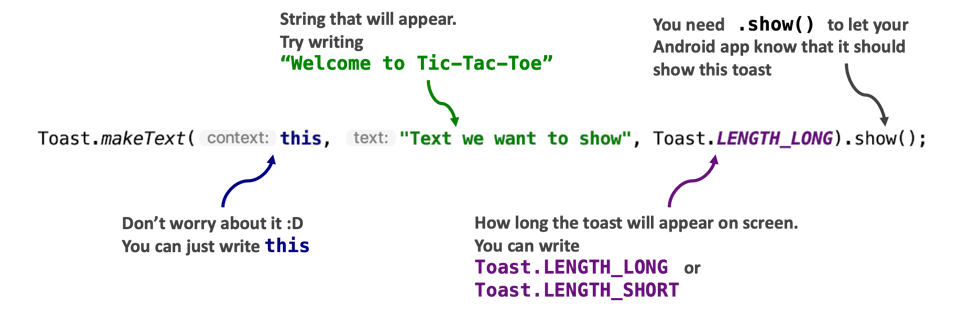 String that will appear.
Try writing
“Welcome to Tic-Tac-Toe”
You need .show() to let your
Android app know that it should
show this toast
Toast.makeText( context: this, text: "Text we want to show", Toast.LENGTH_LONG).show();
Don’t worry about it :D
You can just write this
How long the toast will appear on screen.
You can write
Toast.LENGTH_LONG or
Toast.LENGTH_SHORT